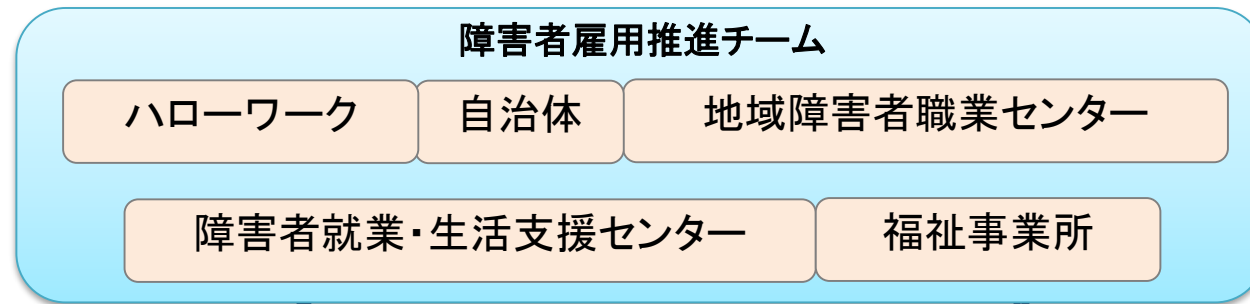 障害者雇用推進チーム
ハローワーク 自治体 地域障害者職業センター
障害者就業・生活支援センター 福祉事業所